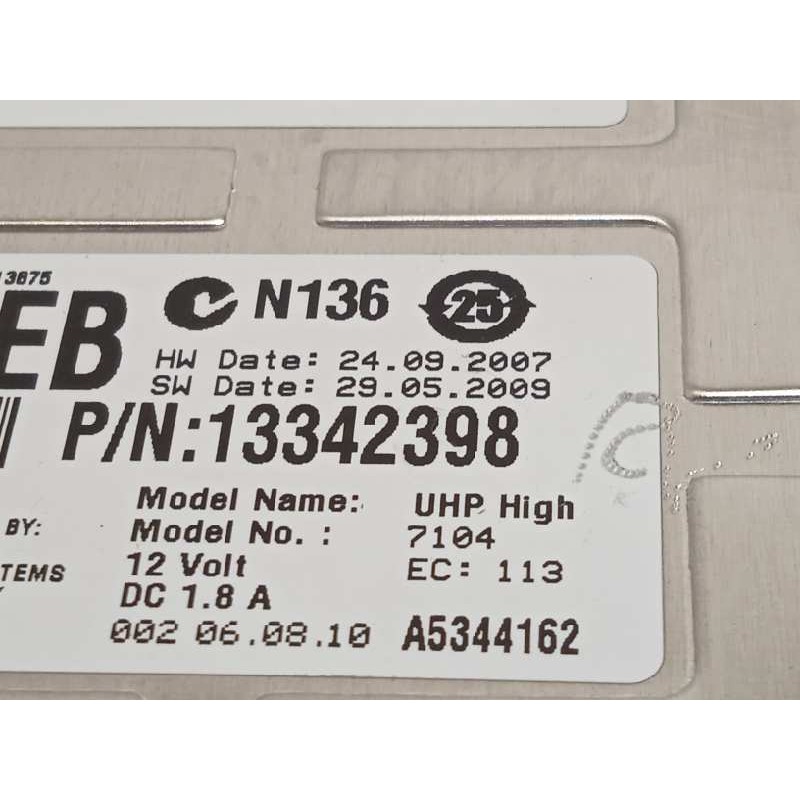 13675
EB N136 25
HW Date: 24.09.2007
SW Date: 29.05.2009
P/N:13342398
Model Name: UHP High
BY: Model No. : 7104
12 Volt EC: 113
TEMS
DC 1.8 A
002 06.08.10 A5344162